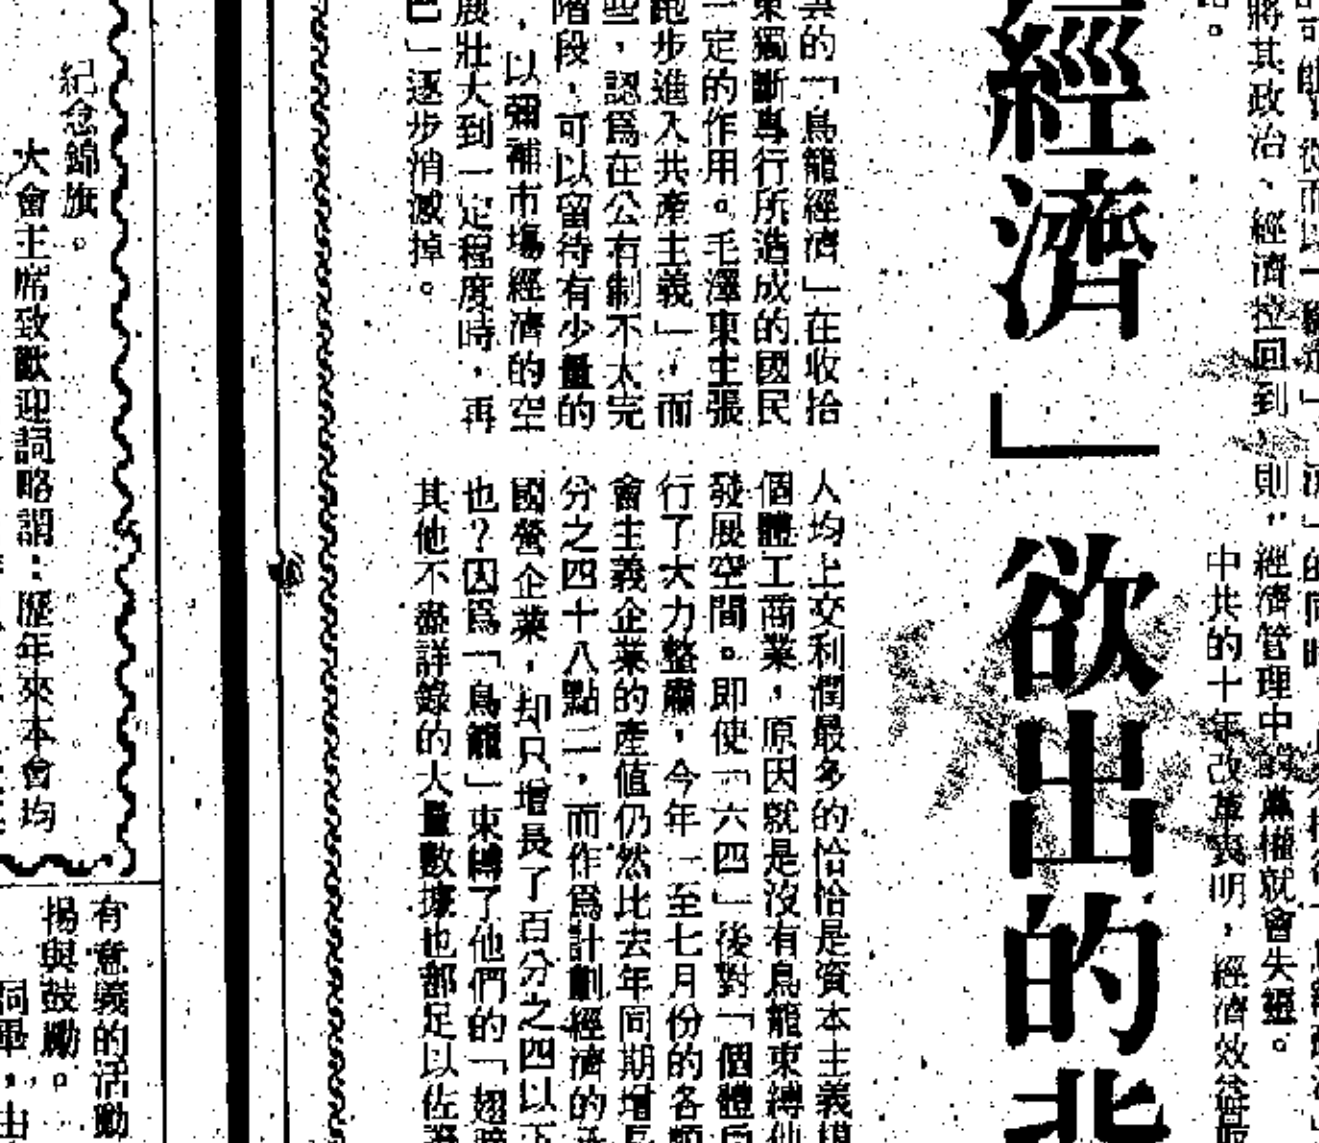 將其政治、經濟拉回到，則，經濟管理中的黨權就會失控。
中共的十年改革表明，經濟效益
經濟」欲出的
的「鳥籠經濟」在收拾
東獨斷專行所造成的國民
一定的作用。毛澤東主張
跑步進入共產主義」，而
些，認爲在公有制不太完
階段，可以留待有少量的
，以彌補市場經濟的空
展壯大到一定程度時，再
」逐步消滅掉。
人均上交利潤最多的恰恰是資本主義
個體工商業，原因就是沒有鳥籠束縛他
發展空間。即使「六四」後對「個體戶
行了大力整肅，今年一至七月份的各類
會主義企業的產值仍然比去年同期增長
分之四十八點二，而作爲計劃經濟的
國營企業，却只增長了百分之四以下
也？因爲「鳥籠」束縛了他們的「翅膀
其他不盡詳錄的大量數據也都足以佐證
紀念錦旗。
大會主席致歡迎詞略謂：歷年來本會均
有意義的活動
揚與鼓勵。
詞畢，由